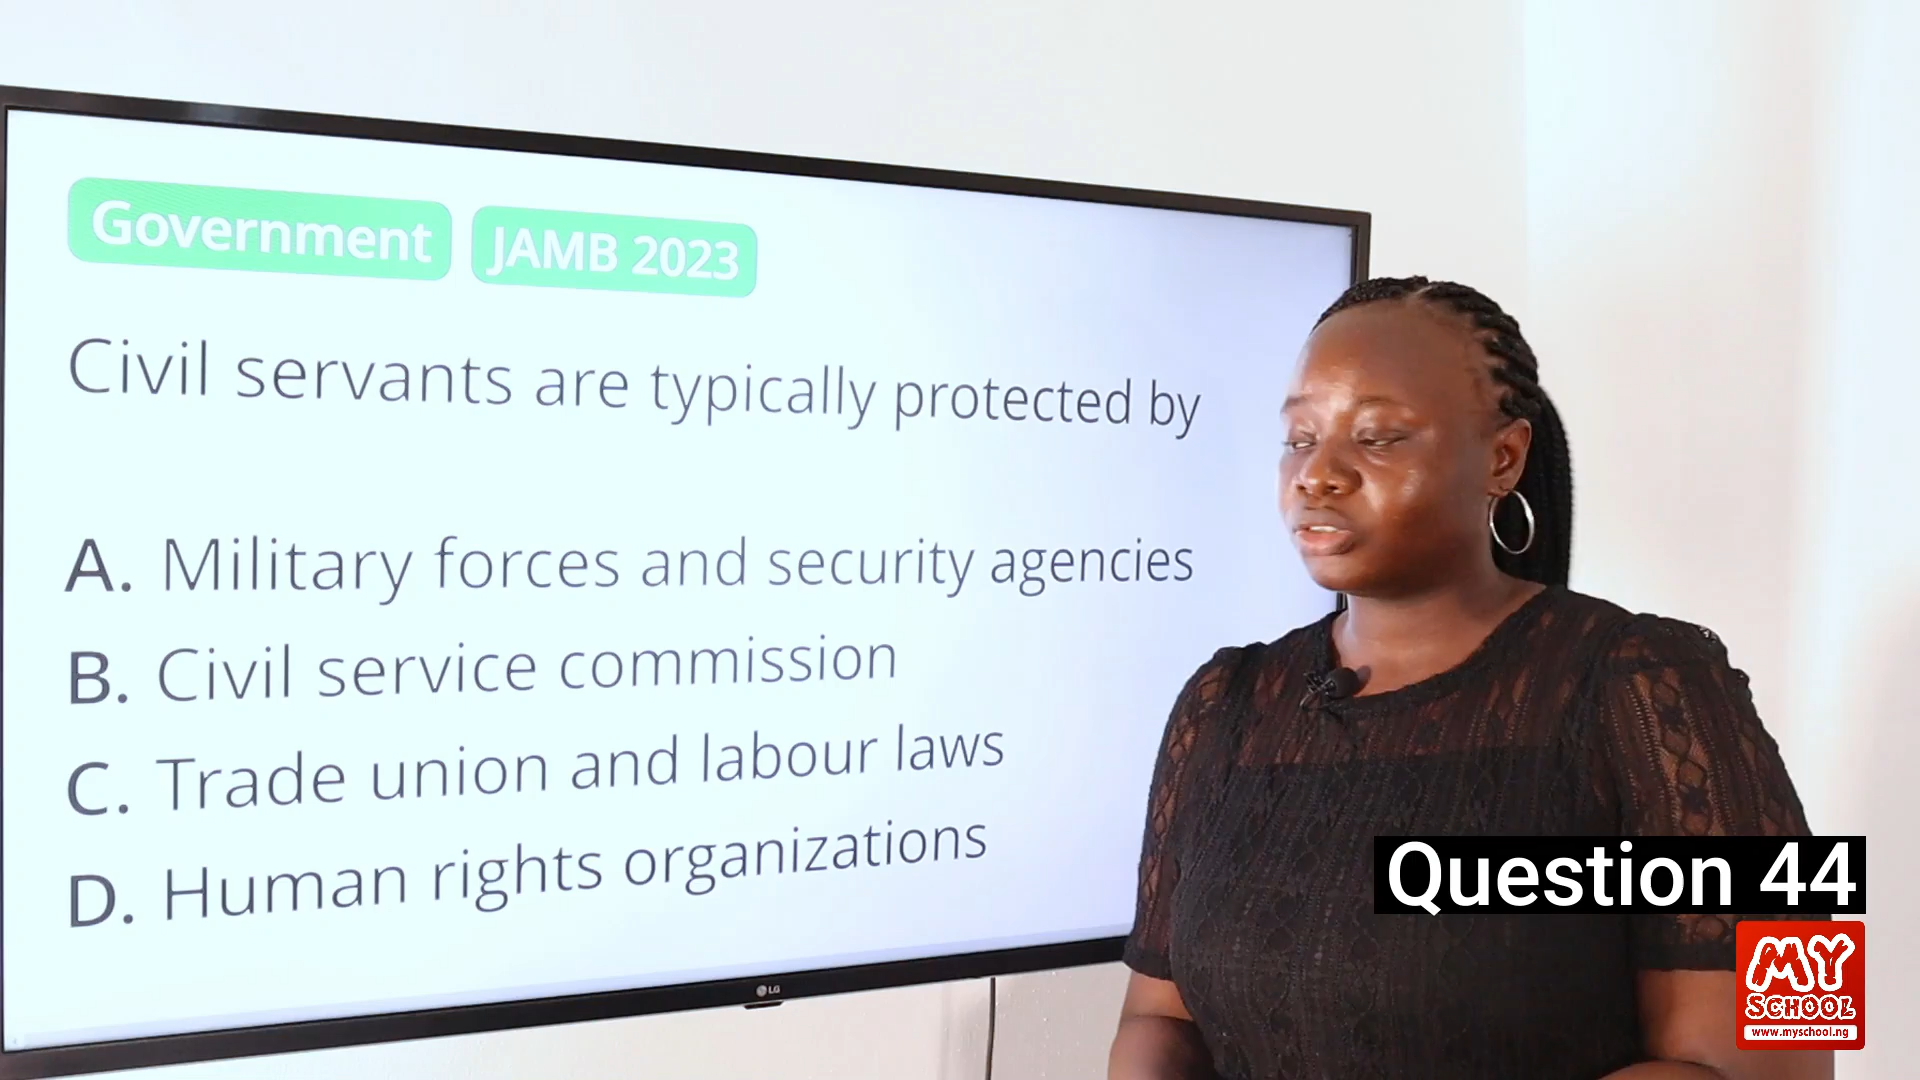 Government JAMB 2023
Civil servants are typically protected by
A. Military forces and security agencies
B. Civil service commission
C. Trade union and labour laws
D. Human rights organizations
LG
Question 44
MY
SCHOOL
www.myschool.ng